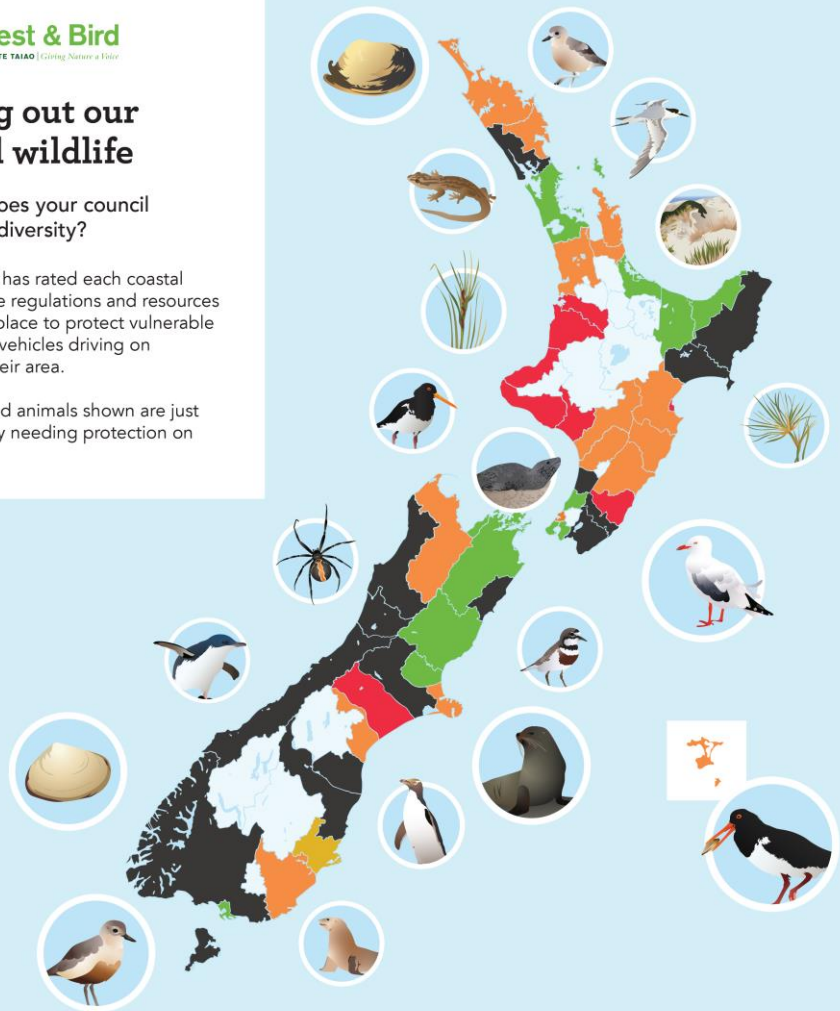 est & Bird
TE TAIAO | Giving Nature a Voice
g out our
l wildlife
oes your council
diversity?
has rated each coastal
e regulations and resources
place to protect vulnerable
vehicles driving on
eir area.
d animals shown are just
y needing protection on